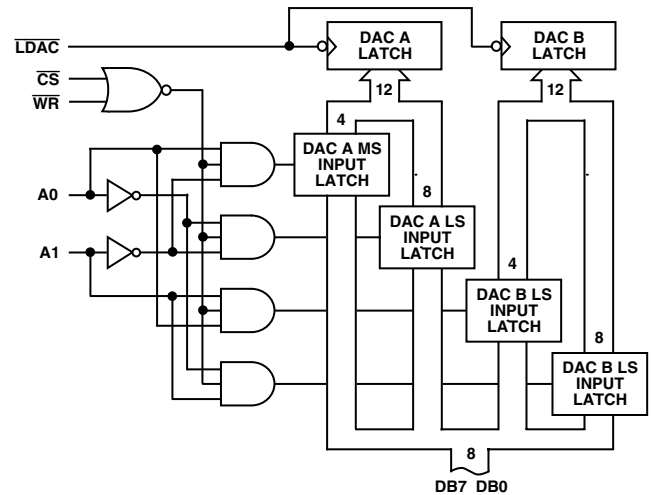 DAC A
LATCH
DAC B
LATCH
LDAC
CS
WR
12
12
4
DAC A MS
INPUT
LATCH
A0
8
DAC A LS
INPUT
LATCH
A1
4
DAC B LS
INPUT
LATCH
8
DAC B LS
INPUT
LATCH
8
DB7 DB0